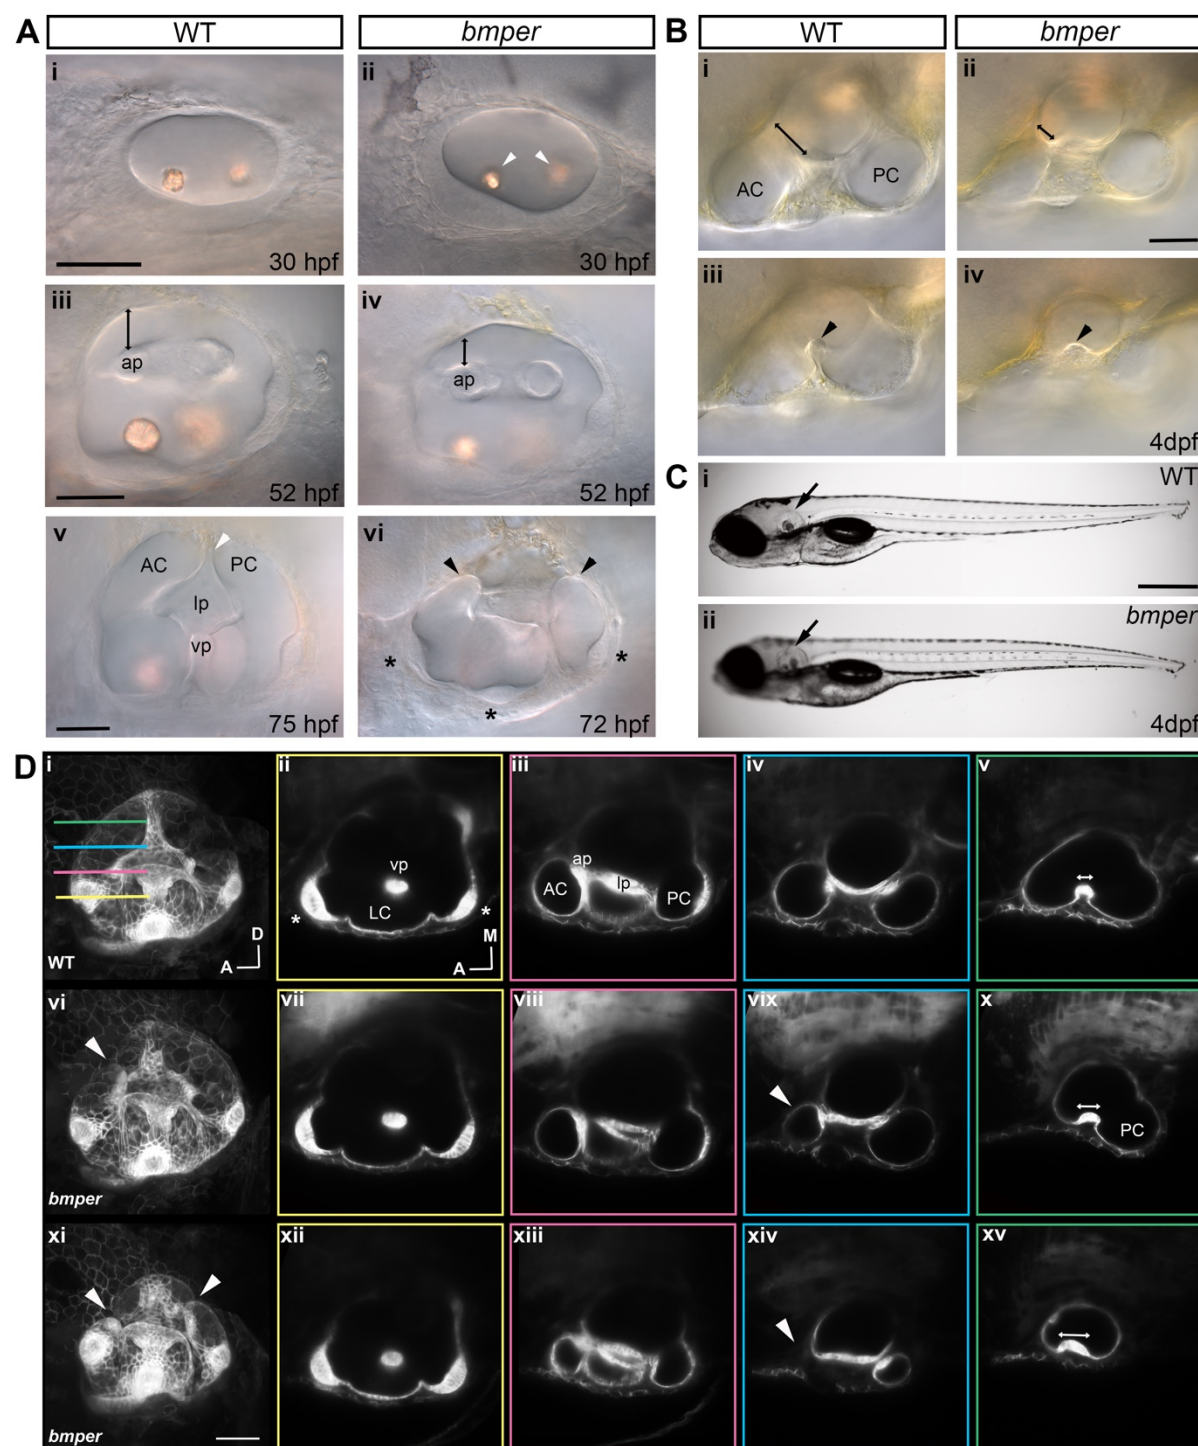 A
WT
bmper
i
ii
30 hpf
30 hpf
iii
iv
ap
ap
52 hpf
52 hpf
v
vi
AC
PC
lp
vp
*
*
*
75 hpf
72 hpf
B
WT
bmper
i
ii
AC
PC
iii
iv
4dpf
C
i
WT
ii
bmper
4dpf
D
i
ii
iii
iv
v
WT
D
A
vp
LC
*
*
M
A
ap
AC
lp
PC
vi
vii
viii
vix
x
bmper
PC
xi
xii
xiii
xiv
xv
bmper